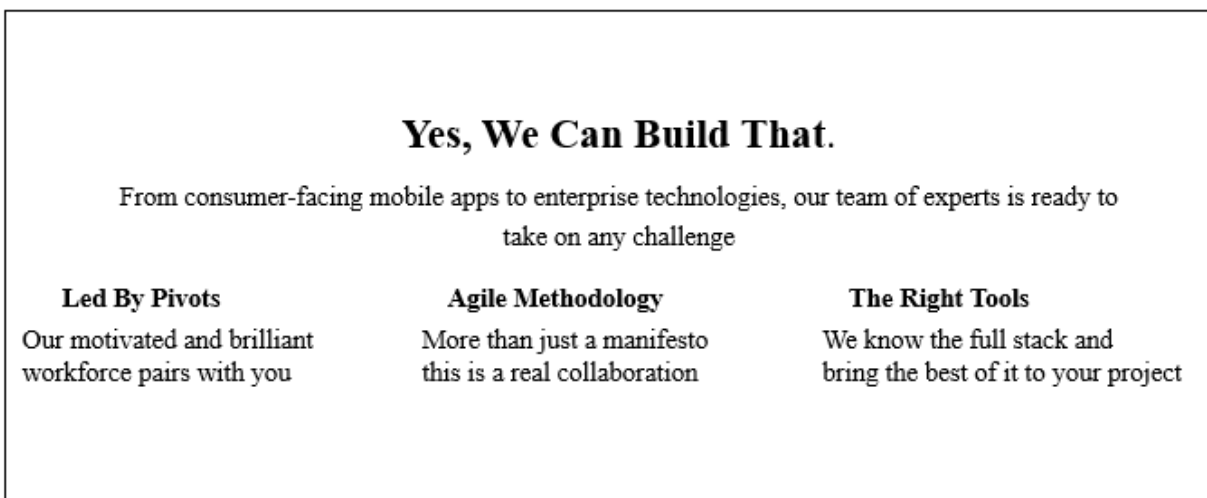 Yes, We Can Build That.
From consumer-facing mobile apps to enterprise technologies, our team of experts is ready to
take on any challenge
Led By Pivots
Our motivated and brilliant
workforce pairs with you
Agile Methodology
More than just a manifesto
this is a real collaboration
The Right Tools
We know the full stack and
bring the best of it to your project